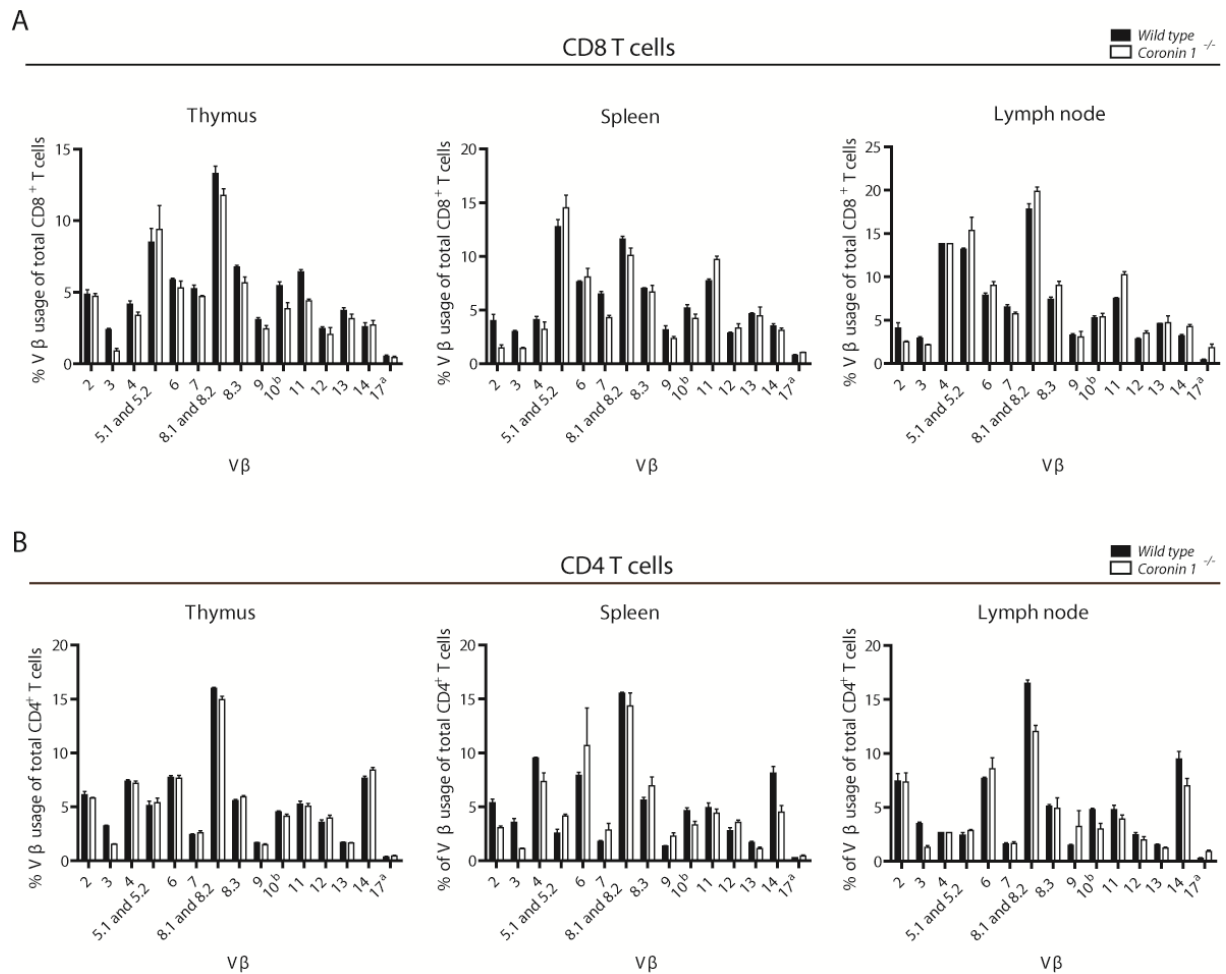 A
CD8 T cells
Wild type
Coronin 1 -/-
Thymus
Spleen
Lymph node
% V β usage of total CD8 + T cells
15
10
5
0
2
3
4
5.1 and 5.2
6
7
8.1 and 8.2
8.3
9
10b
11
12
13
14
17a
Vβ
% V β usage of total CD8+ T cells
20
15
10
5
0
2
3
4
5.1 and 5.2
6
7
8.1 and 8.2
8.3
9
10b
11
12
13
14
17a
Vβ
% V β usage of total CD8 + T cells
25
20
15
10
5
0
2
3
4
5.1 and 5.2
6
7
8.1 and 8.2
8.3
9
10b
11
12
13
14
17a
Vβ
B
CD4 T cells
Wild type
Coronin 1 -/-
Thymus
Spleen
Lymph node
% V β usage of total CD4+ T cells
20
15
10
5
0
2
3
4
5.1 and 5.2
6
7
8.1 and 8.2
8.3
9
10b
11
12
13
14
17a
Vβ
% of V β usage of total CD4+ T cells
20
15
10
5
0
2
3
4
5.1 and 5.2
6
7
8.1 and 8.2
8.3
9
10b
11
12
13
14
17a
Vβ
% of V β usage of total CD4+ T cells
20
15
10
5
0
2
3
4
5.1 and 5.2
6
7
8.1 and 8.2
8.3
9
10b
11
12
13
14
17a
Vβ